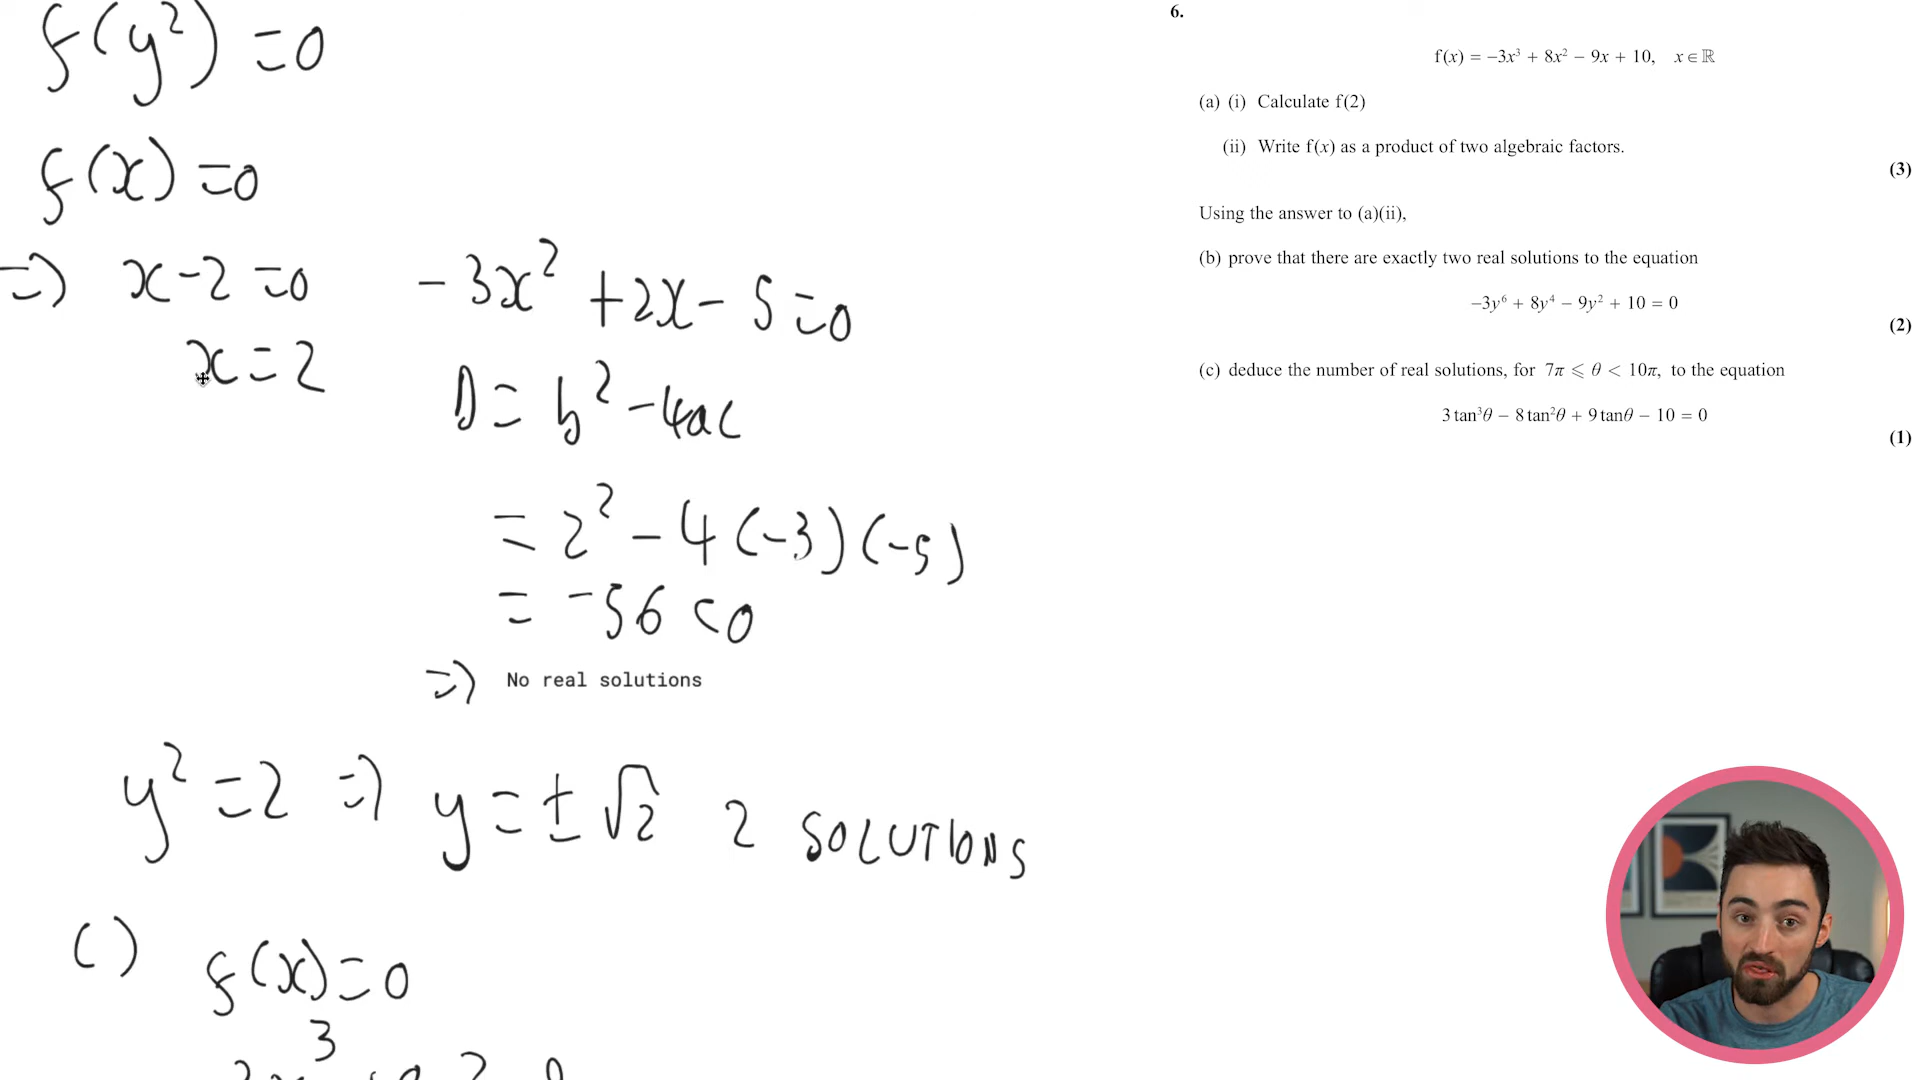 f(y²) = 0
f(x) = 0
=> x - 2 = 0
x = 2
-3x² + 2x - 5 = 0
D = b² - 4ac
= 2² - 4(-3)(-5)
= -56 < 0
=> No real solutions
y² = 2 => y = ± √2 2 SOLUTIONS
c)
f(x) = 0
6.
f(x) = −3x³ + 8x² − 9x + 10, x ∈ ℝ
(a) (i) Calculate f(2)
(ii) Write f(x) as a product of two algebraic factors.
(3)
Using the answer to (a)(ii),
(b) prove that there are exactly two real solutions to the equation
−3y⁶ + 8y⁴ − 9y² + 10 = 0
(2)
(c) deduce the number of real solutions, for 7π ⩽ θ < 10π, to the equation
3 tan³θ − 8 tan²θ + 9 tanθ − 10 = 0
(1)